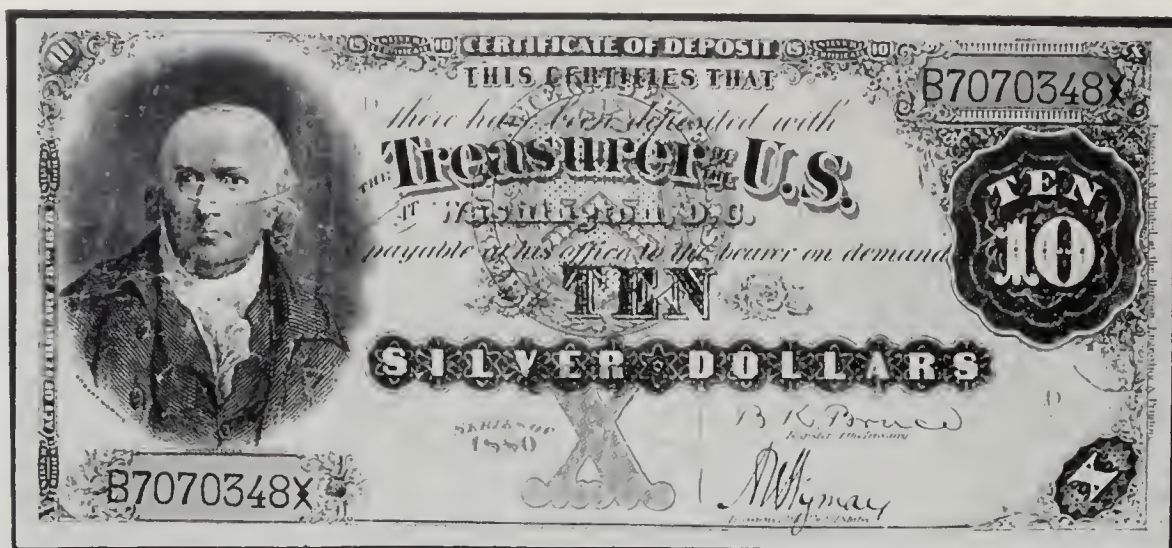 CERTIFICATE OF DEPOSIT
THIS CERTIFIES THAT
B7070348X
there have been deposited with
THE Treasurer OF THE U.S.
AT Washington, D.C.
payable at his office to the bearer on demand
TEN
10
TEN
SILVER DOLLARS
SERIES OF
1880
B K Bruce
B7070348X
A U Wyman
X